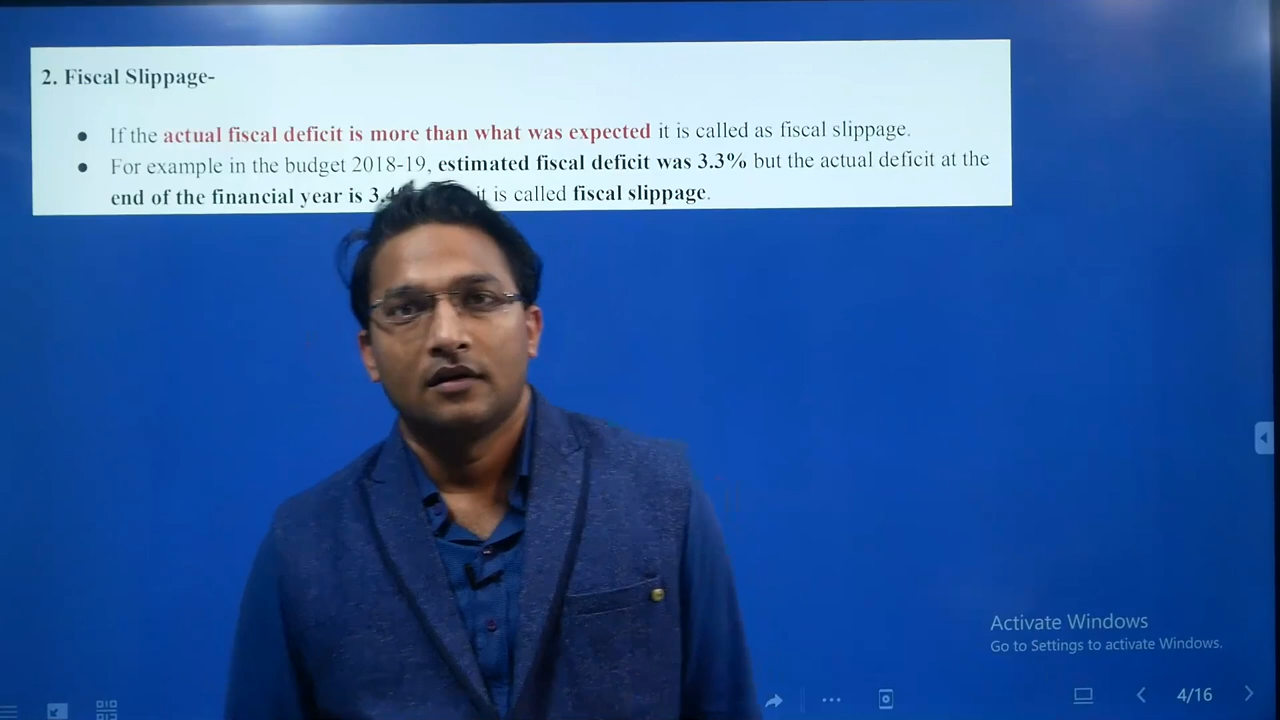 2. Fiscal Slippage-
● If the actual fiscal deficit is more than what was expected it is called as fiscal slippage.
● For example in the budget 2018-19, estimated fiscal deficit was 3.3% but the actual deficit at the
end of the financial year is 3.4 it is called fiscal slippage.
Activate Windows
Go to Settings to activate Windows.
4/16